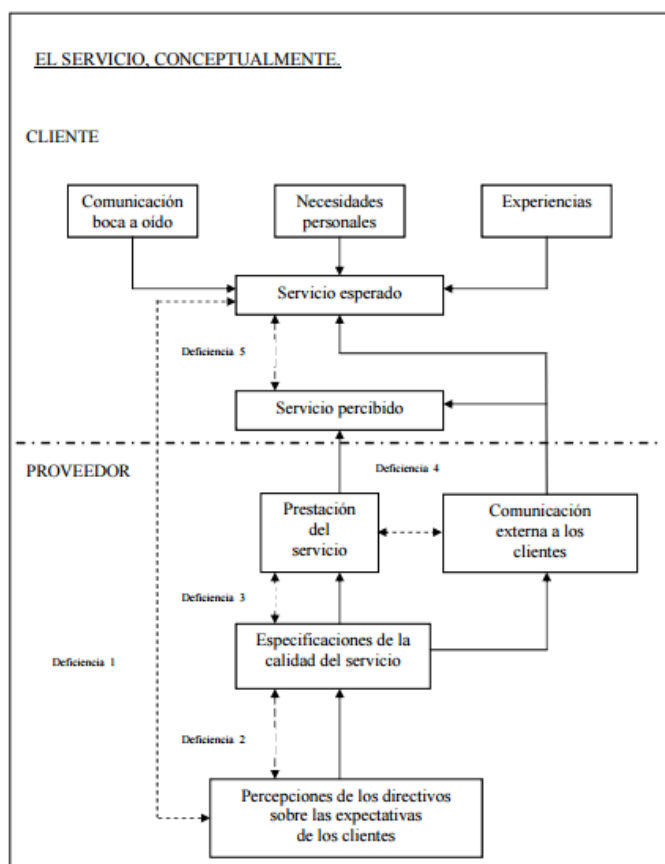 EL SERVICIO, CONCEPTUALMENTE.
CLIENTE
Comunicación
boca a oído
Necesidades
personales
Experiencias
Servicio esperado
Deficiencia 5
Servicio percibido
PROVEEDOR
Deficiencia 4
Prestación
del
servicio
Comunicación
externa a los
clientes
Deficiencia 3
Especificaciones de la
calidad del servicio
Deficiencia 1
Deficiencia 2
Percepciones de los directivos
sobre las expectativas
de los clientes